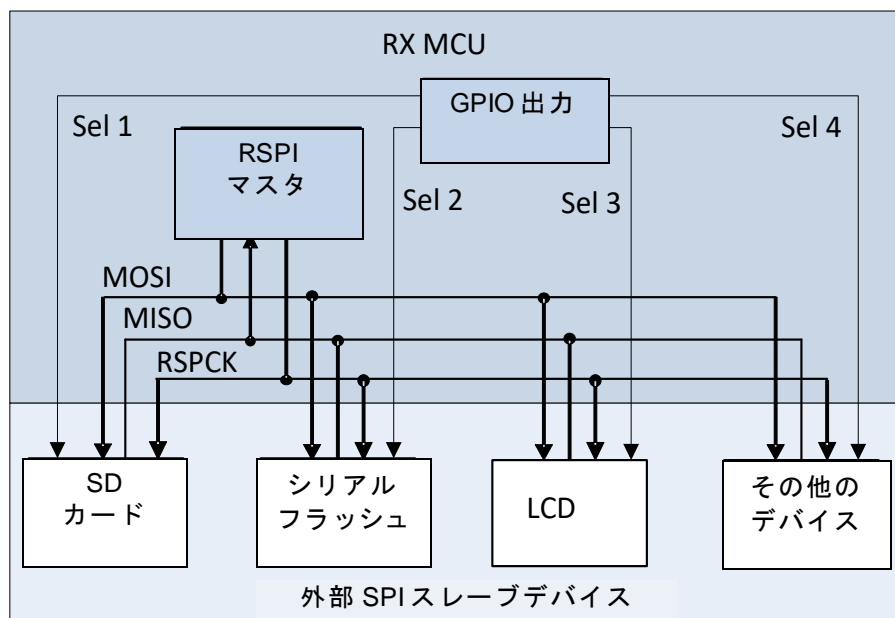 RX MCU
GPIO 出力
Sel 1
RSPI
マスタ
Sel 2
Sel 3
Sel 4
MOSI
MISO
RSPCK
SD
カード
シリアル
フラッシュ
LCD
その他の
デバイス
外部 SPI スレーブデバイス